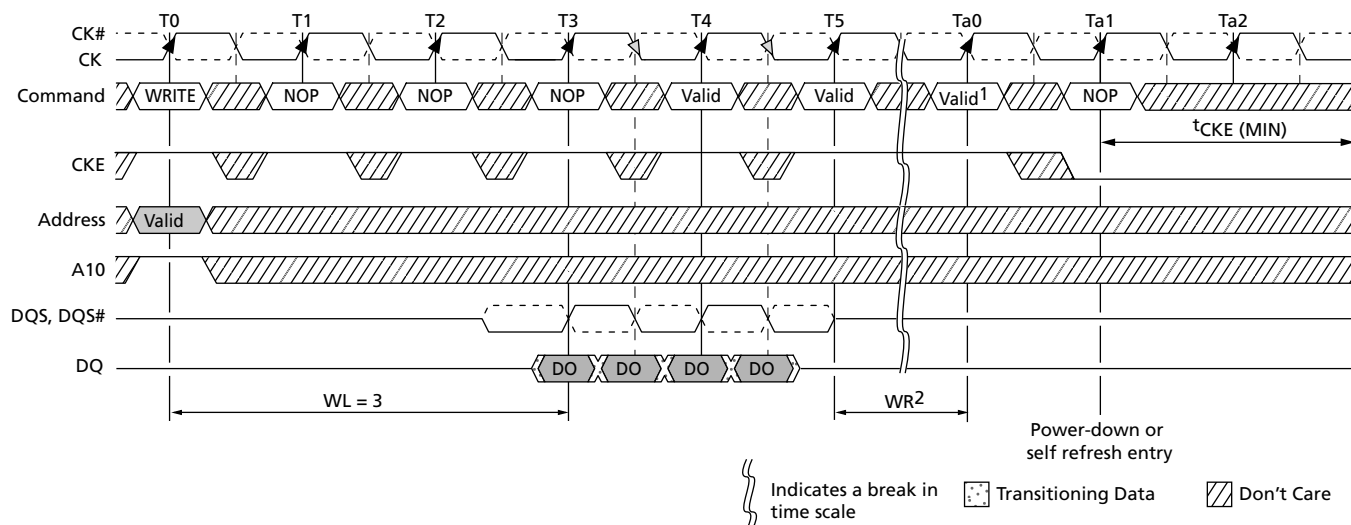 T0 T1 T2 T3 T4 T5 Ta0 Ta1 Ta2
CK#
CK
Command WRITE NOP NOP NOP Valid Valid Valid1 NOP
tCKE (MIN)
CKE
Address Valid
A10
DQS, DQS#
DQ DO DO DO DO
WL = 3 WR2
Power-down or
self refresh entry
Indicates a break in
time scale
Transitioning Data
Don't Care